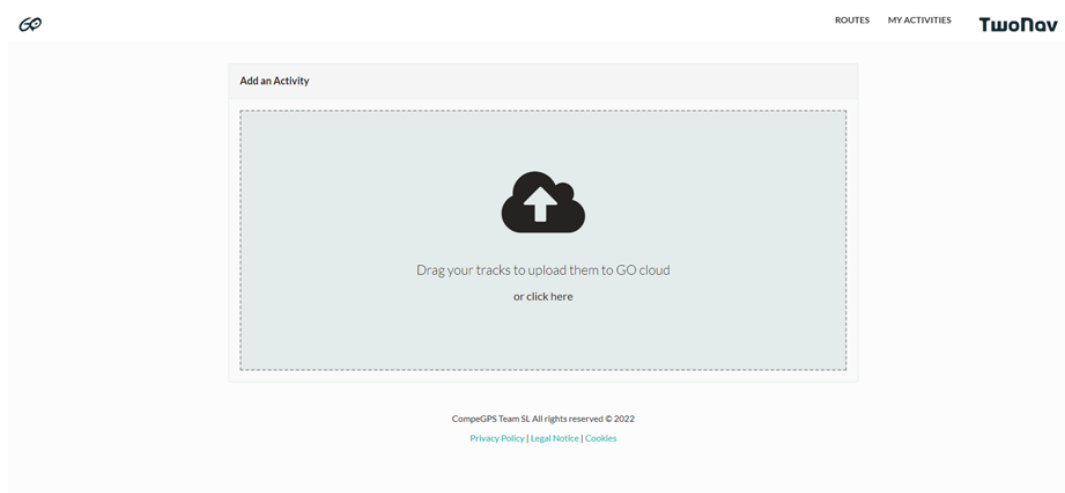 GO
ROUTES MY ACTIVITIES TwoNav
Add an Activity
Drag your tracks to upload them to GO cloud
or click here
CompeGPS Team SL All rights reserved © 2022
Privacy Policy | Legal Notice | Cookies